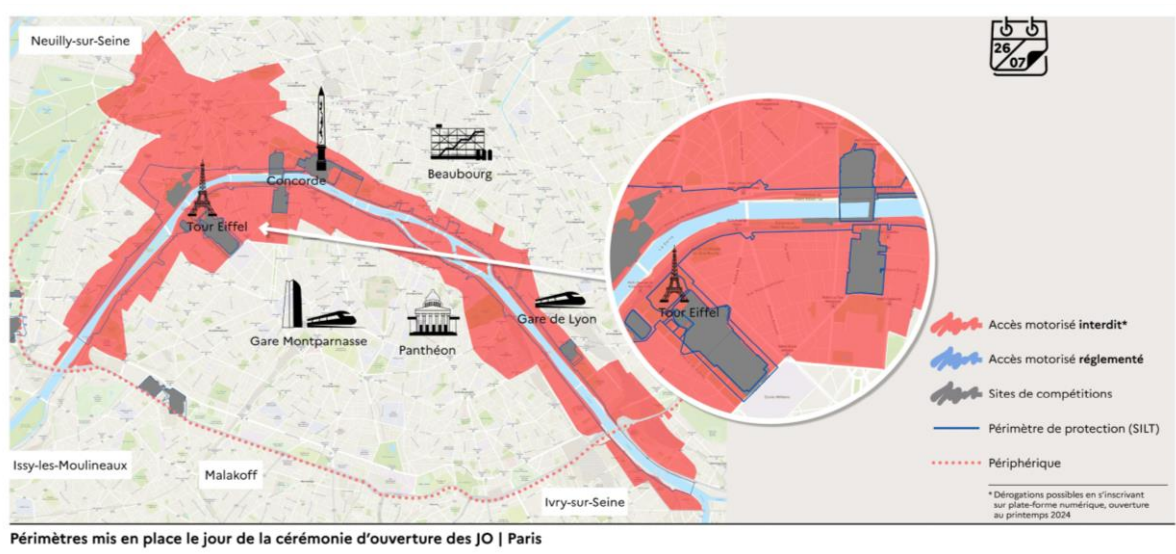 Neuilly-sur-Seine
26
07
Concorde
Beaubourg
Tour Eiffel
Gare Montparnasse
Panthéon
Gare de Lyon
Tour Eiffel
Issy-les-Moulineaux
Malakoff
Ivry-sur-Seine
Accès motorisé interdit*
Accès motorisé réglementé
Sites de compétitions
Périmètre de protection (SILT)
Périphérique
* Dérogations possibles en s'inscrivant
sur plate-forme numérique, ouverture
au printemps 2024
Périmètres mis en place le jour de la cérémonie d'ouverture des JO | Paris